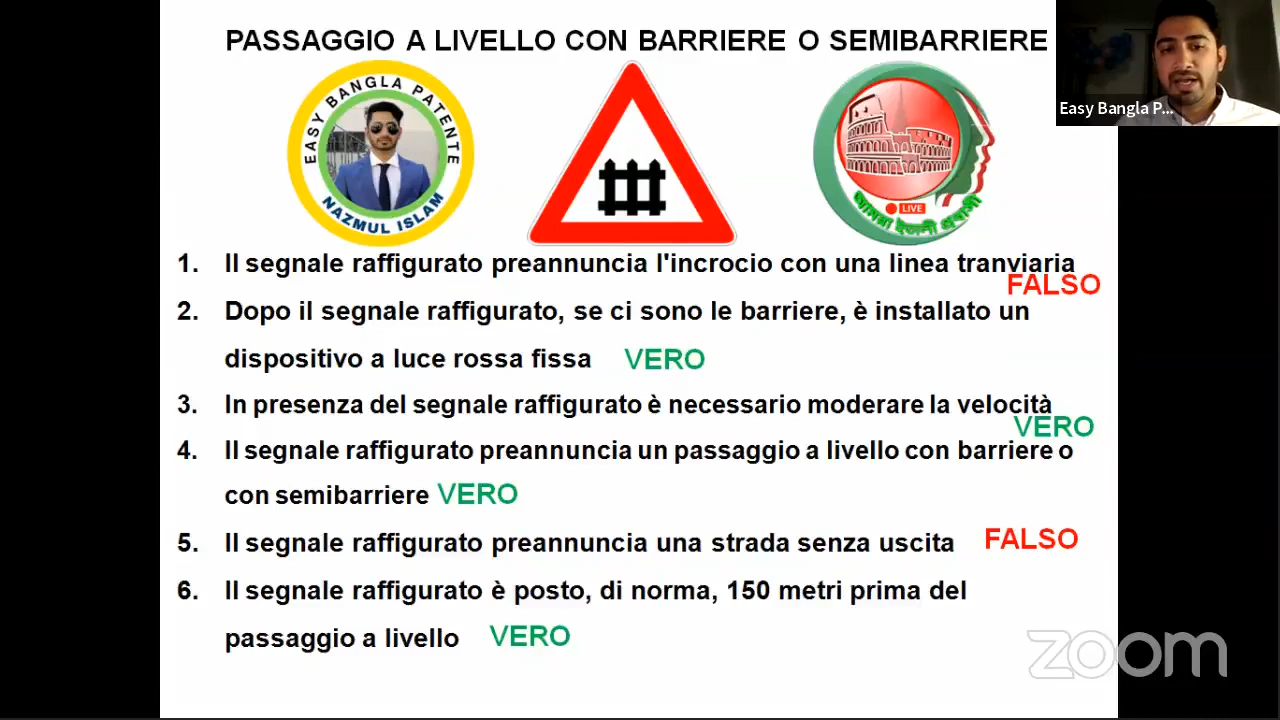 PASSAGGIO A LIVELLO CON BARRIERE O SEMIBARRIERE
EASY BANGLA PATENTE
NAZMUL ISLAM
LIVE
আমরা ইতালী প্রবাসী
Easy Bangla P...
1. Il segnale raffigurato preannuncia l'incrocio con una linea tranviaria
FALSO
2. Dopo il segnale raffigurato, se ci sono le barriere, è installato un
dispositivo a luce rossa fissa VERO
3. In presenza del segnale raffigurato è necessario moderare la velocità
VERO
4. Il segnale raffigurato preannuncia un passaggio a livello con barriere o
con semibarriere VERO
5. Il segnale raffigurato preannuncia una strada senza uscita FALSO
6. Il segnale raffigurato è posto, di norma, 150 metri prima del
passaggio a livello VERO
zoom